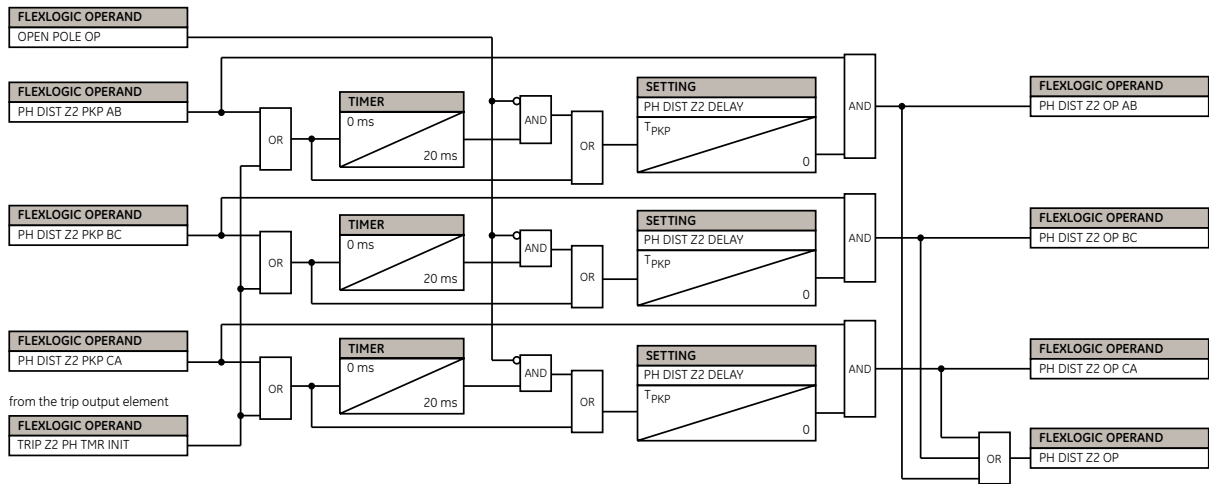 FLEXLOGIC OPERAND
OPEN POLE OP
FLEXLOGIC OPERAND
PH DIST Z2 PKP AB
OR
TIMER
0 ms
20 ms
AND
OR
SETTING
PH DIST Z2 DELAY
TPKP
0
AND
FLEXLOGIC OPERAND
PH DIST Z2 OP AB
FLEXLOGIC OPERAND
PH DIST Z2 PKP BC
OR
TIMER
0 ms
20 ms
AND
OR
SETTING
PH DIST Z2 DELAY
TPKP
0
AND
FLEXLOGIC OPERAND
PH DIST Z2 OP BC
FLEXLOGIC OPERAND
PH DIST Z2 PKP CA
OR
TIMER
0 ms
20 ms
AND
OR
SETTING
PH DIST Z2 DELAY
TPKP
0
AND
FLEXLOGIC OPERAND
PH DIST Z2 OP CA
from the trip output element
FLEXLOGIC OPERAND
TRIP Z2 PH TMR INIT
OR
FLEXLOGIC OPERAND
PH DIST Z2 OP